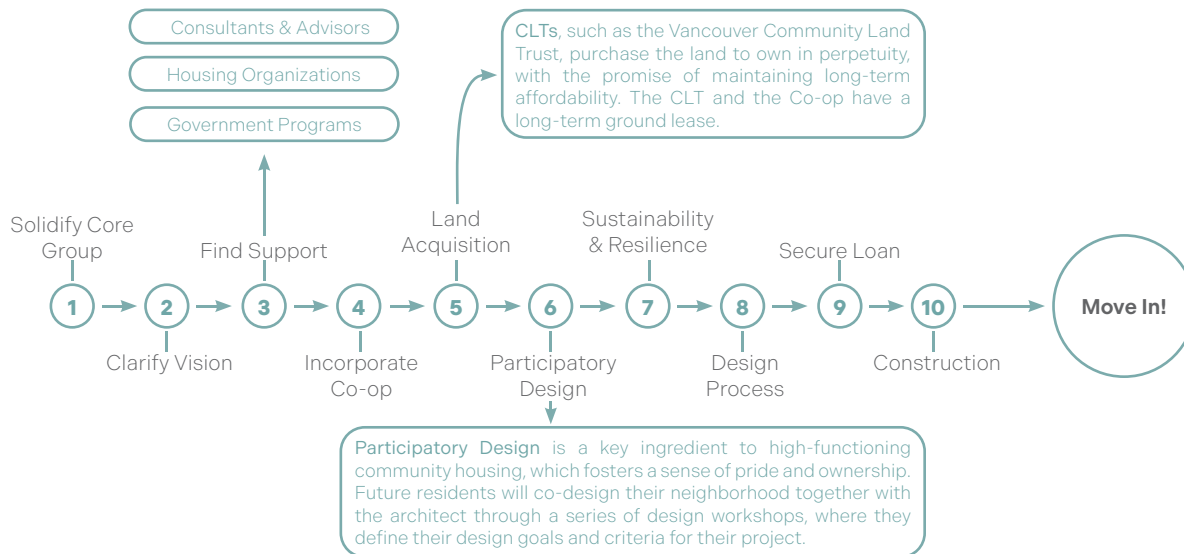 Consultants & Advisors
Housing Organizations
Government Programs
CLTs, such as the Vancouver Community Land
Trust, purchase the land to own in perpetuity,
with the promise of maintaining long-term
affordability. The CLT and the Co-op have a
long-term ground lease.
Solidify Core
Group
Find Support
Land
Acquisition
Sustainability
& Resilience
Secure Loan
1
2
3
4
5
6
7
8
9
10
Move In!
Clarify Vision
Incorporate
Co-op
Participatory
Design
Design
Process
Construction
Participatory Design is a key ingredient to high-functioning
community housing, which fosters a sense of pride and ownership.
Future residents will co-design their neighborhood together with
the architect through a series of design workshops, where they
define their design goals and criteria for their project.